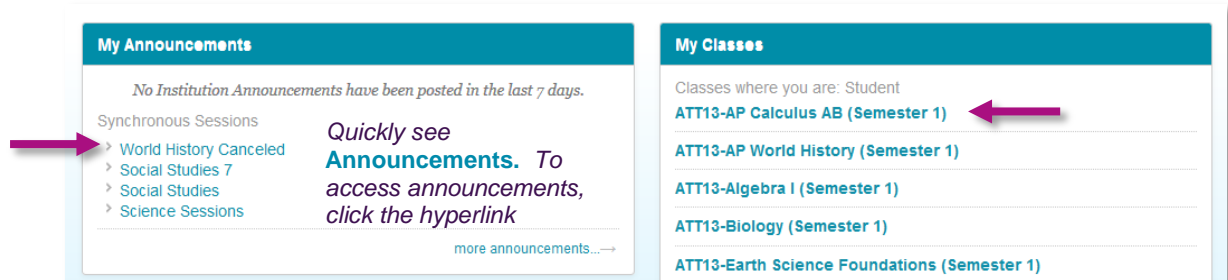 My Announcements
No Institution Announcements have been posted in the last 7 days.
Synchronous Sessions
World History Canceled
Social Studies 7
Social Studies
Science Sessions
Quickly see
Announcements. To
access announcements,
click the hyperlink
more announcements...→
My Classes
Classes where you are: Student
ATT13-AP Calculus AB (Semester 1)
ATT13-AP World History (Semester 1)
ATT13-Algebra I (Semester 1)
ATT13-Biology (Semester 1)
ATT13-Earth Science Foundations (Semester 1)